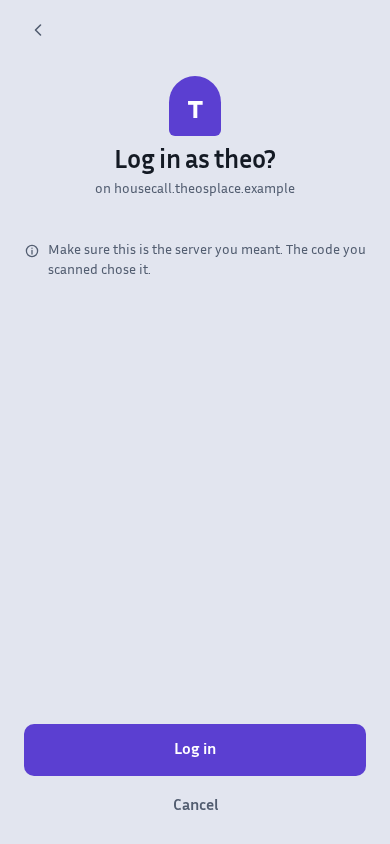 T
Log in as theo?
on housecall.theosplace.example
Make sure this is the server you meant. The code you
scanned chose it.
Log in
Cancel